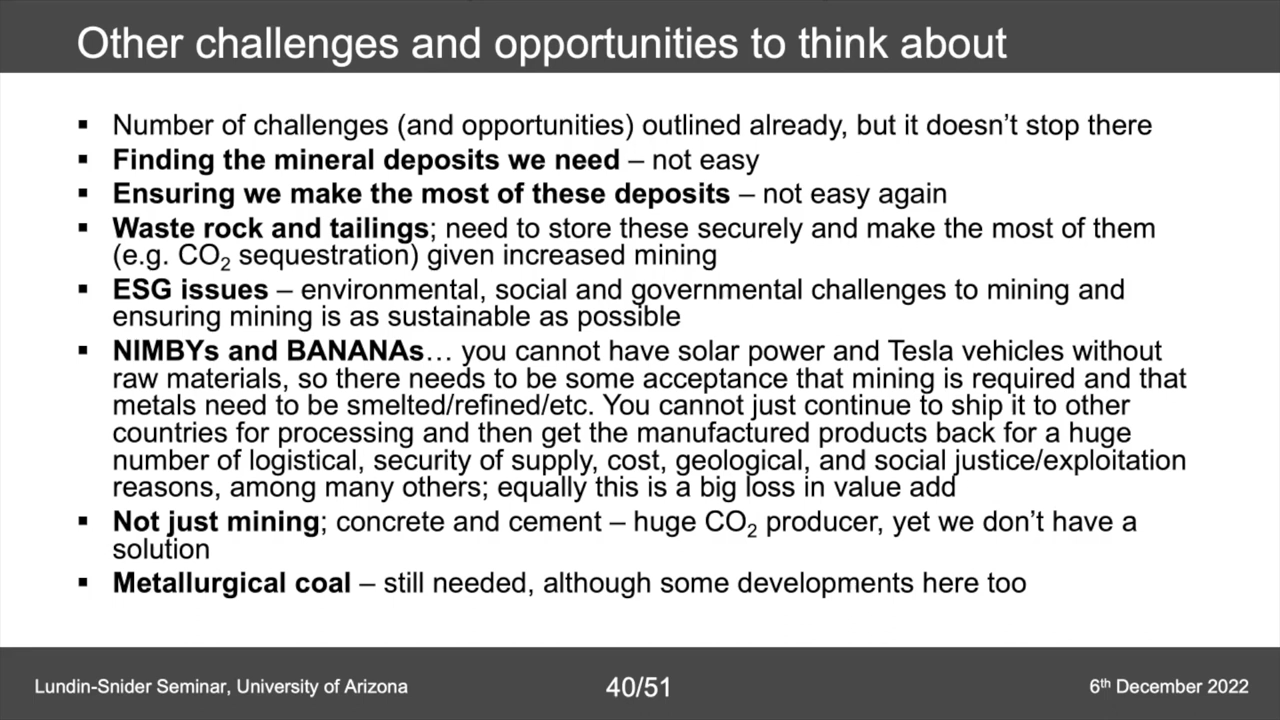 Other challenges and opportunities to think about
▪ Number of challenges (and opportunities) outlined already, but it doesn’t stop there
▪ Finding the mineral deposits we need – not easy
▪ Ensuring we make the most of these deposits – not easy again
▪ Waste rock and tailings; need to store these securely and make the most of them
(e.g. CO₂ sequestration) given increased mining
▪ ESG issues – environmental, social and governmental challenges to mining and
ensuring mining is as sustainable as possible
▪ NIMBYs and BANANAs… you cannot have solar power and Tesla vehicles without
raw materials, so there needs to be some acceptance that mining is required and that
metals need to be smelted/refined/etc. You cannot just continue to ship it to other
countries for processing and then get the manufactured products back for a huge
number of logistical, security of supply, cost, geological, and social justice/exploitation
reasons, among many others; equally this is a big loss in value add
▪ Not just mining; concrete and cement – huge CO₂ producer, yet we don’t have a
solution
▪ Metallurgical coal – still needed, although some developments here too
Lundin-Snider Seminar, University of Arizona
40/51
6th December 2022